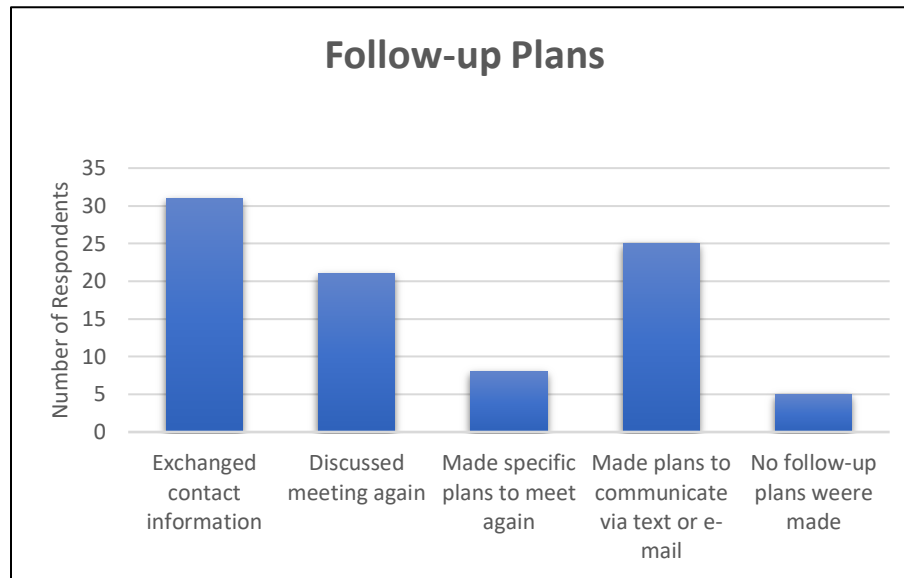 Follow-up Plans
Number of Respondents
35
30
25
20
15
10
5
0
Exchanged
contact
information
Discussed
meeting again
Made specific
plans to meet
again
Made plans to
communicate
via text or e-
mail
No follow-up
plans weere
made